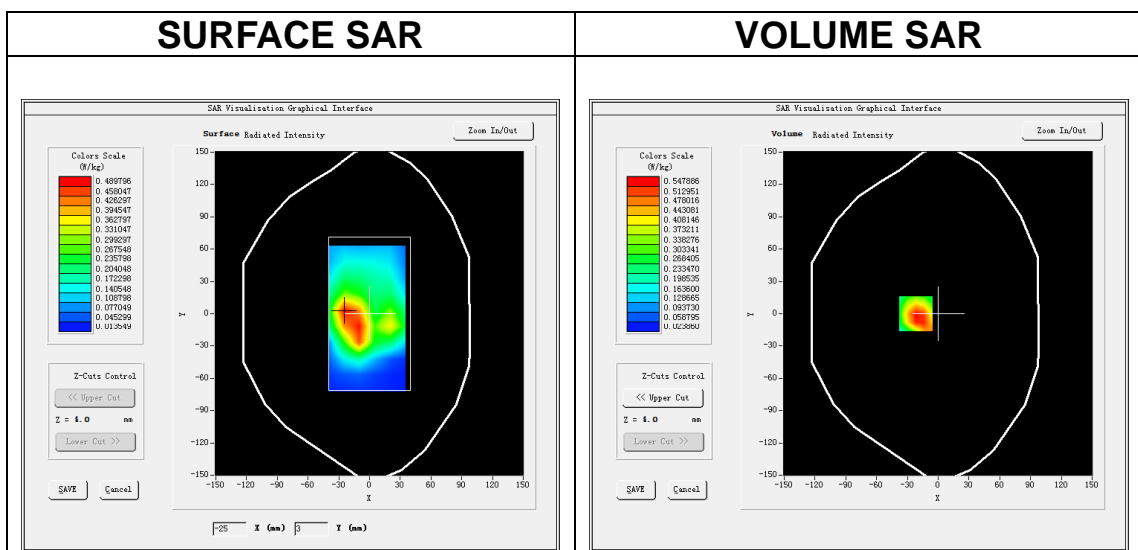 SURFACE SAR
VOLUME SAR
SAR Visualisation Graphical Interface
Surface Radiated Intensity
Zoom In/Out
Colors Scale
(W/kg)
0.489796
0.458047
0.426297
0.394547
0.362797
0.331047
0.299297
0.267548
0.235798
0.204048
0.172298
0.140548
0.108798
0.077049
0.045299
0.013549
Z-Cuts Control
<< Upper Cut
Z = 4.0 mm
Lower Cut >>
SAVE
Cancel
150
120
90
60
30
0
-30
-60
-90
-120
-150
Y
-150 -120 -90 -60 -30 0 30 60 90 120 150
X
-25 X (mm) 3 Y (mm)
SAR Visualisation Graphical Interface
Volume Radiated Intensity
Zoom In/Out
Colors Scale
(W/kg)
0.547886
0.512951
0.478016
0.443081
0.408146
0.373211
0.338276
0.303341
0.268405
0.233470
0.198535
0.163600
0.128665
0.093730
0.058795
0.023860
Z-Cuts Control
<< Upper Cut
Z = 4.0 mm
Lower Cut >>
SAVE
Cancel
150
120
90
60
30
0
-30
-60
-90
-120
-150
Y
-150 -120 -90 -60 -30 0 30 60 90 120 150
X